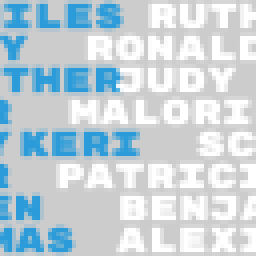 ILES RUTH
Y RONALD
THER JUDY
R MALORI
Y KERI SC
R PATRICI
EN BENJA
MAS ALEXI